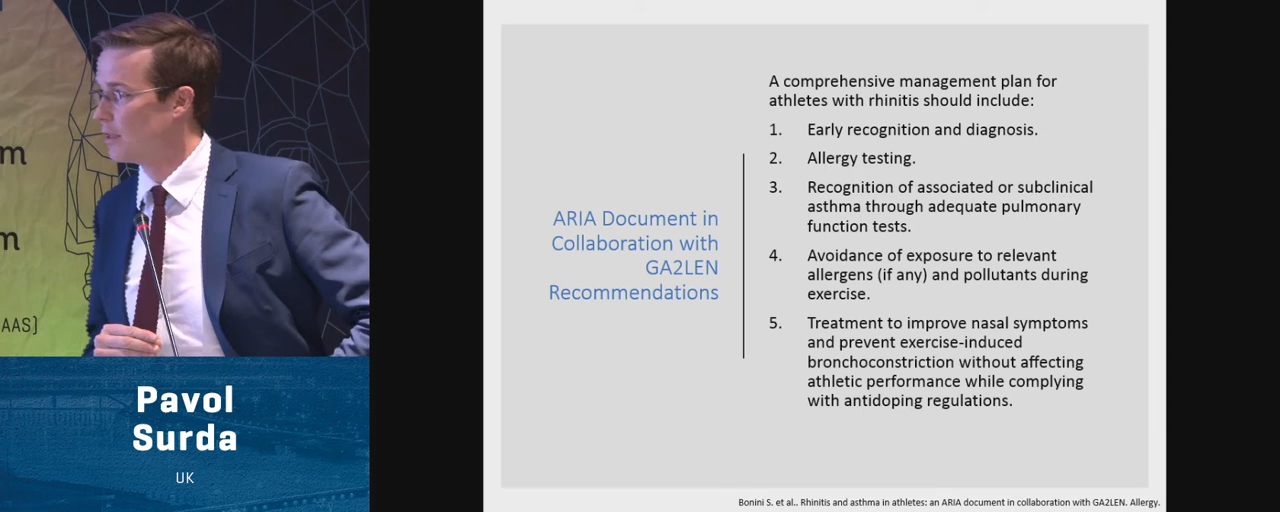 m
m
AAS)
Pavol
Surda
UK
ARIA Document in
Collaboration with
GA2LEN
Recommendations
A comprehensive management plan for
athletes with rhinitis should include:
1. Early recognition and diagnosis.
2. Allergy testing.
3. Recognition of associated or subclinical
asthma through adequate pulmonary
function tests.
4. Avoidance of exposure to relevant
allergens (if any) and pollutants during
exercise.
5. Treatment to improve nasal symptoms
and prevent exercise-induced
bronchoconstriction without affecting
athletic performance while complying
with antidoping regulations.
Bonini S. et al.. Rhinitis and asthma in athletes: an ARIA document in collaboration with GA2LEN. Allergy.